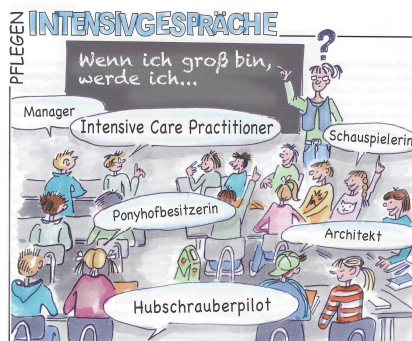 PFLEGEN
INTENSIVGESPRÄCHE
?
Wenn ich groß bin,
werde ich...
Manager
Intensive Care Practitioner
Schauspielerin
Ponyhofbesitzerin
Architekt
Hubschrauberpilot